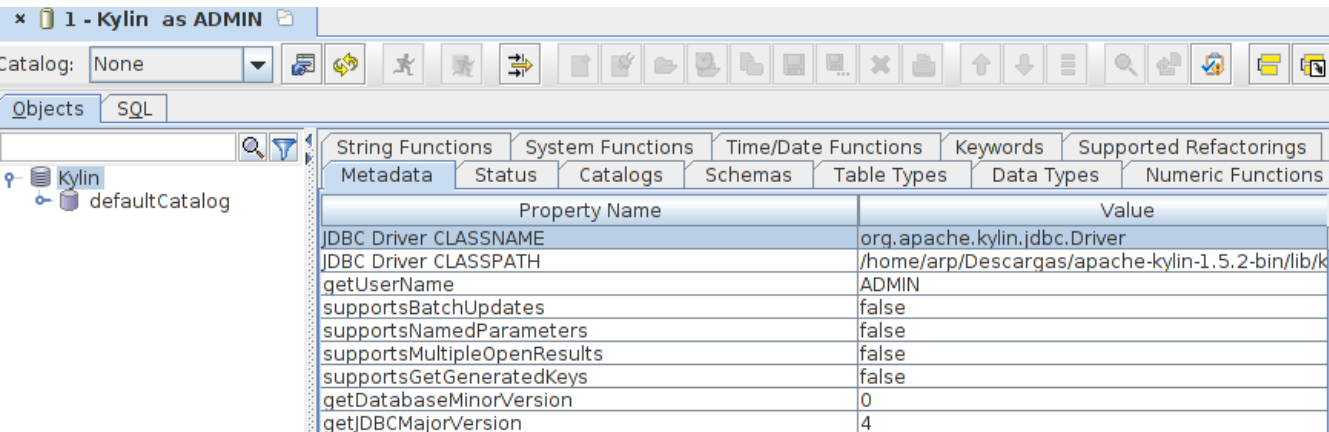 1 - Kylin as ADMIN
Catalog: None
Objects SQL
String Functions System Functions Time/Date Functions Keywords Supported Refactorings
Metadata Status Catalogs Schemas Table Types Data Types Numeric Functions
Kylin
defaultCatalog
Property Name Value
JDBC Driver CLASSNAME org.apache.kylin.jdbc.Driver
JDBC Driver CLASSPATH /home/arp/Descargas/apache-kylin-1.5.2-bin/lib/k
getUserName ADMIN
supportsBatchUpdates false
supportsNamedParameters false
supportsMultipleOpenResults false
supportsGetGeneratedKeys false
getDatabaseMinorVersion 0
getJDBCMajorVersion 4